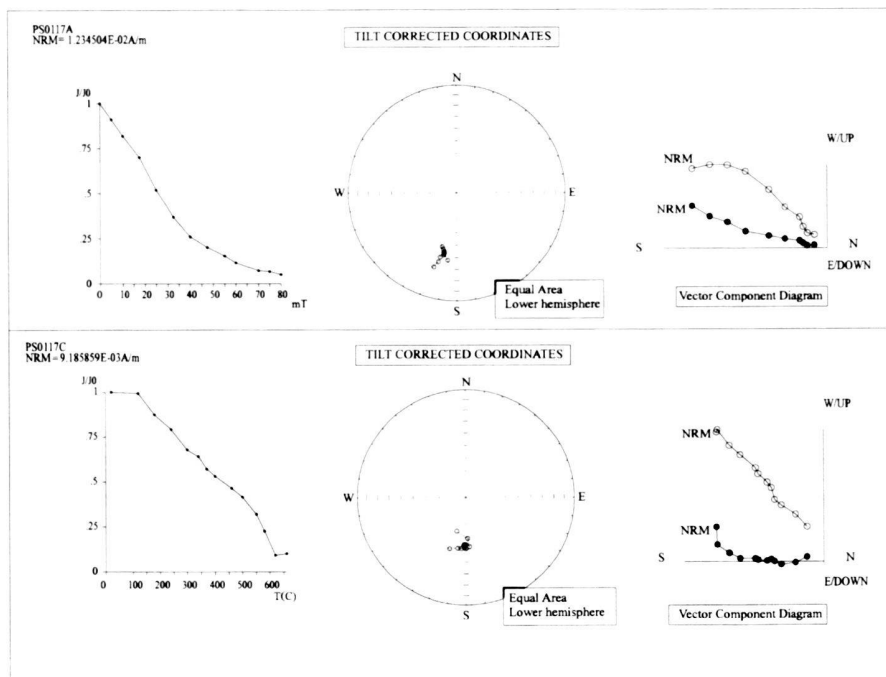 PS0117A
NRM= 1.234504E-02A/m
TILT CORRECTED COORDINATES
J/J0
1
.75
.5
.25
0
0 10 20 30 40 50 60 70 80
mT
N
W
E
S
Equal Area
Lower hemisphere
W/UP
NRM
NRM
S
N
E/DOWN
Vector Component Diagram
PS0117C
NRM= 9.185859E-03A/m
TILT CORRECTED COORDINATES
J/J0
1
.75
.5
.25
0
0 100 200 300 400 500 600
T(C)
N
W
E
S
Equal Area
Lower hemisphere
W/UP
NRM
NRM
S
N
E/DOWN
Vector Component Diagram